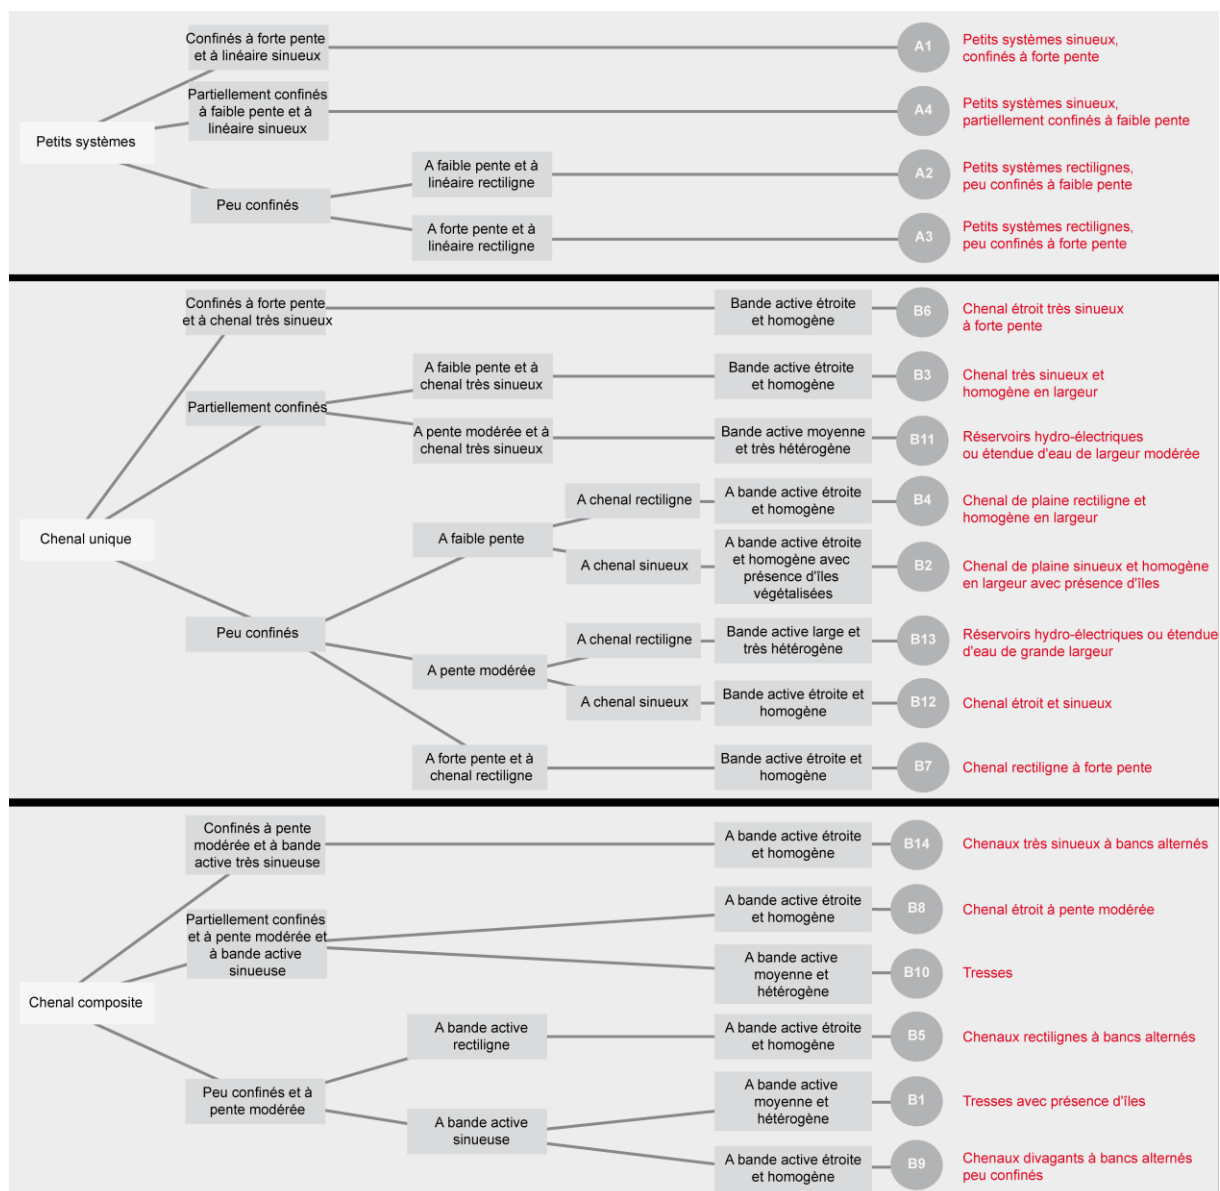 Petits systèmes
Confinés à forte pente
et à linéaire sinueux
A1
Petits systèmes sinueux,
confinés à forte pente
Partiellement confinés
à faible pente et à
linéaire sinueux
A4
Petits systèmes sinueux,
partiellement confinés à faible pente
Peu confinés
A faible pente et à
linéaire rectiligne
A2
Petits systèmes rectilignes,
peu confinés à faible pente
A forte pente et à
linéaire rectiligne
A3
Petits systèmes rectilignes,
peu confinés à forte pente
Chenal unique
Confinés à forte pente
et à chenal très sinueux
Bande active étroite
et homogène
B6
Chenal étroit très sinueux
à forte pente
Partiellement confinés
A faible pente et à
chenal très sinueux
Bande active étroite
et homogène
B3
Chenal très sinueux et
homogène en largeur
A pente modérée et à
chenal très sinueux
Bande active moyenne
et très hétérogène
B11
Réservoirs hydro-électriques
ou étendue d'eau de largeur modérée
Peu confinés
A faible pente
A chenal rectiligne
A bande active étroite
et homogène
B4
Chenal de plaine rectiligne et
homogène en largeur
A chenal sinueux
A bande active étroite
et homogène avec
présence d'îles
végétalisées
B2
Chenal de plaine sinueux et homogène
en largeur avec présence d'îles
A pente modérée
A chenal rectiligne
Bande active large et
très hétérogène
B13
Réservoirs hydro-électriques ou étendue
d'eau de grande largeur
A chenal sinueux
Bande active étroite et
homogène
B12
Chenal étroit et sinueux
A forte pente et à
chenal rectiligne
Bande active étroite et
homogène
B7
Chenal rectiligne à forte pente
Chenal composite
Confinés à pente
modérée et à bande
active très sinueuse
A bande active étroite
et homogène
B14
Chenaux très sinueux à bancs alternés
Partiellement confinés
et à pente modérée et
à bande active
sinueuse
A bande active étroite
et homogène
B8
Chenal étroit à pente modérée
A bande active
moyenne et
hétérogène
B10
Tresses
Peu confinés et à
pente modérée
A bande active
rectiligne
A bande active étroite
et homogène
B5
Chenaux rectilignes à bancs alternés
A bande active
sinueuse
A bande active
moyenne et
hétérogène
B1
Tresses avec présence d'îles
A bande active étroite
et homogène
B9
Chenaux divagants à bancs alternés
peu confinés